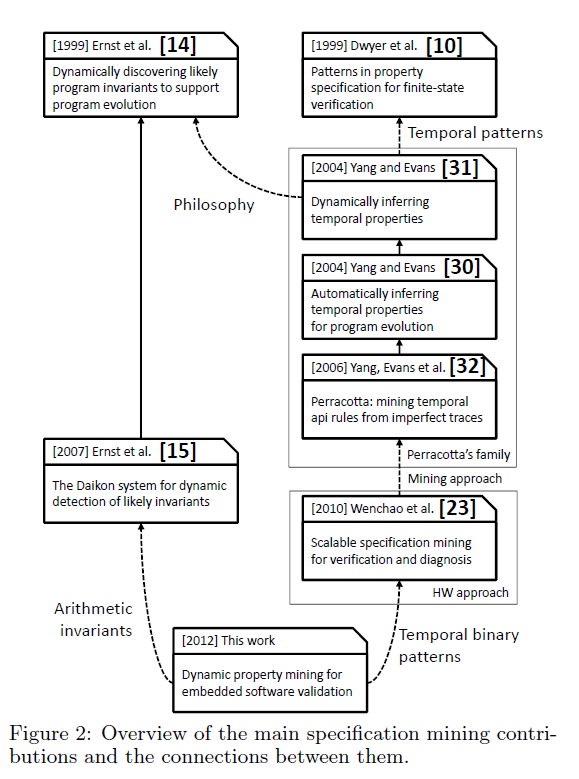 [1999] Ernst et al. [14]
Dynamically discovering likely
program invariants to support
program evolution
[1999] Dwyer et al. [10]
Patterns in property
specification for finite-state
verification
Temporal patterns
Philosophy
[2004] Yang and Evans [31]
Dynamically inferring
temporal properties
[2004] Yang and Evans [30]
Automatically inferring
temporal properties
for program evolution
[2006] Yang, Evans et al. [32]
Perracotta: mining temporal
api rules from imperfect traces
Perracotta's family
Mining approach
[2007] Ernst et al. [15]
The Daikon system for dynamic
detection of likely invariants
[2010] Wenchao et al. [23]
Scalable specification mining
for verification and diagnosis
HW approach
Arithmetic
invariants
Temporal binary
patterns
[2012] This work
Dynamic property mining for
embedded software validation
Figure 2: Overview of the main specification mining contri-
butions and the connections between them.